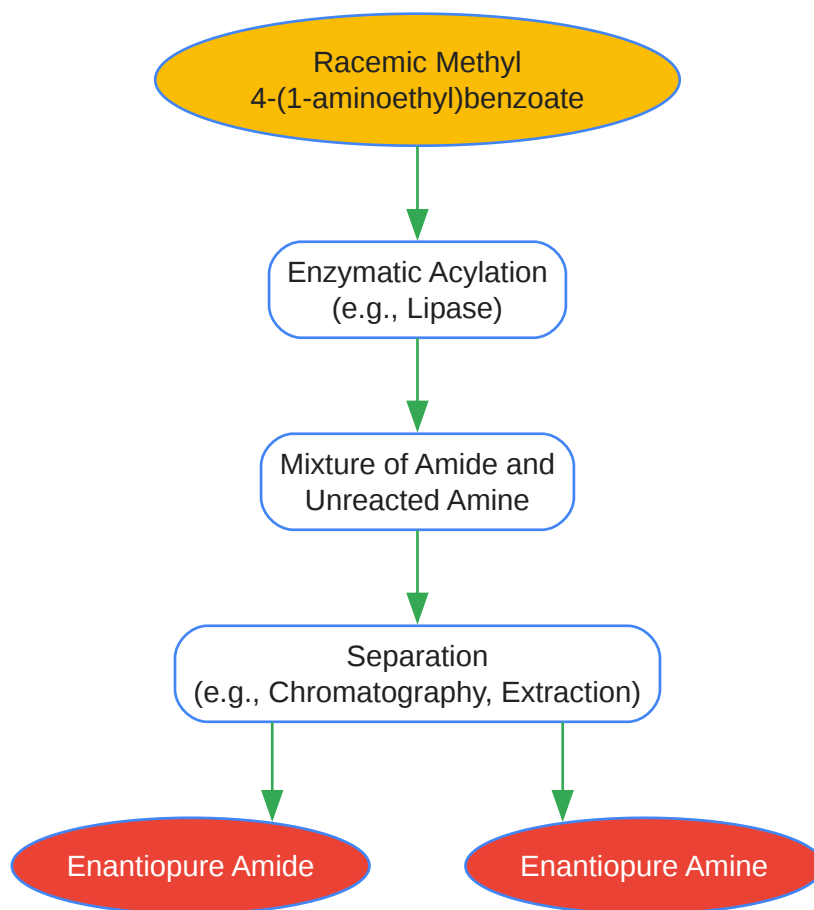 Racemic Methyl
4-(1-aminoethyl)benzoate
Enzymatic Acylation
(e.g., Lipase)
Mixture of Amide and
Unreacted Amine
Separation
(e.g., Chromatography, Extraction)
Enantiopure Amide
Enantiopure Amine